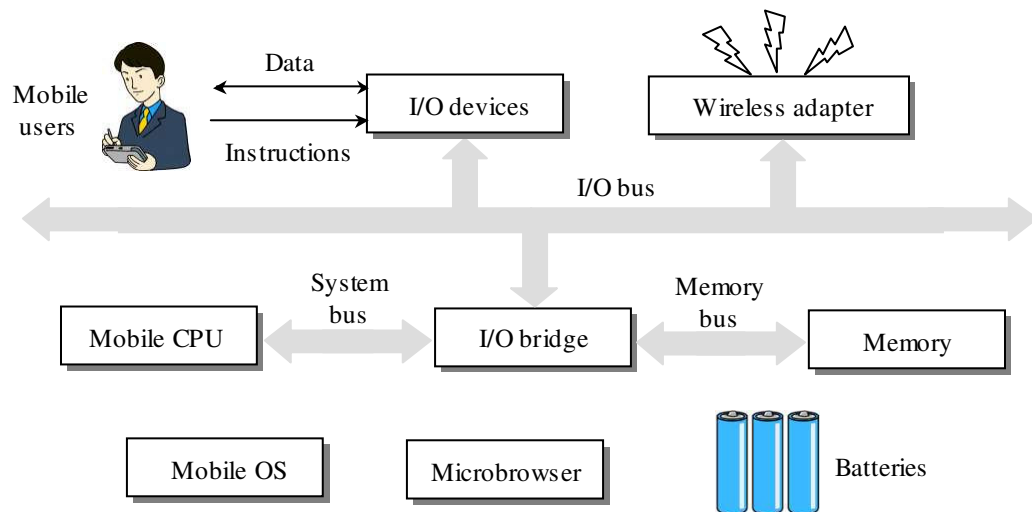 Mobile
users
Data
Instructions
I/O devices
Wireless adapter
I/O bus
System
bus
Memory
bus
Mobile CPU
I/O bridge
Memory
Mobile OS
Microbrowser
Batteries